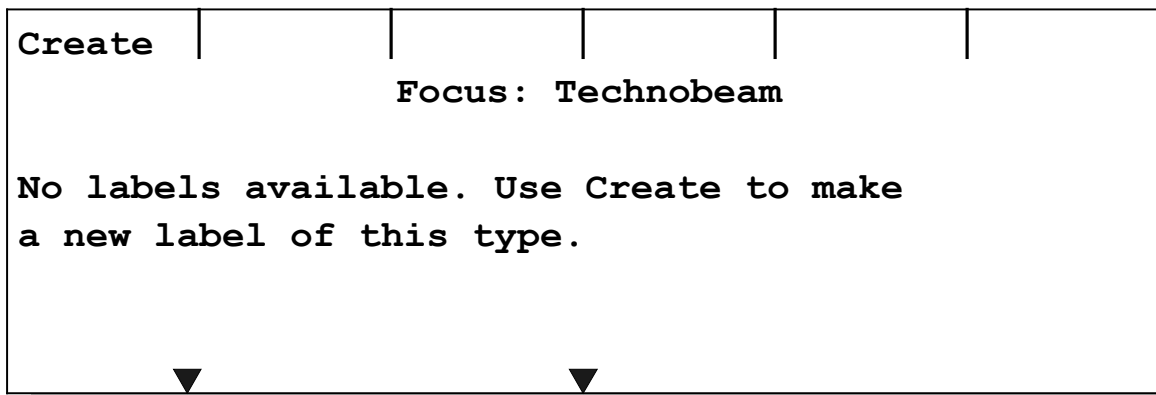 Create
Focus: Technobeam
No labels available. Use Create to make
a new label of this type.